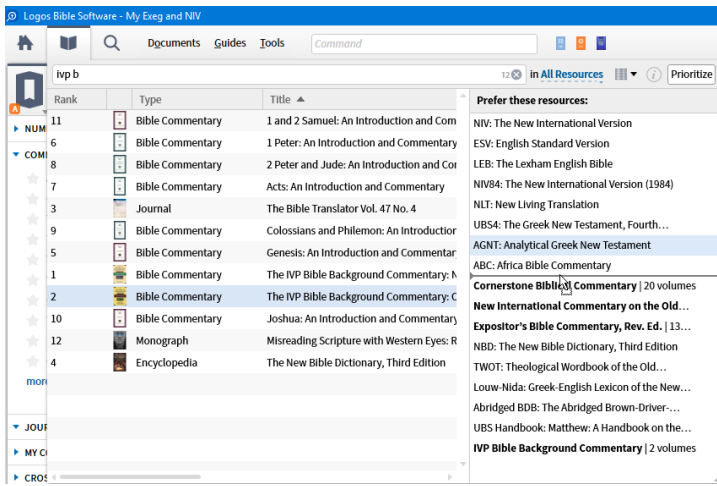 Logos Bible Software - My Exeg and NIV
Documents Guides Tools Command
ivp b 12 in All Resources Prioritize
A
NUM
COMM
more
JOUR
MY CO
CROS
Rank Type Title
11 Bible Commentary 1 and 2 Samuel: An Introduction and Com
6 Bible Commentary 1 Peter: An Introduction and Commentary
8 Bible Commentary 2 Peter and Jude: An Introduction and Cor
7 Bible Commentary Acts: An Introduction and Commentary
3 Journal The Bible Translator Vol. 47 No. 4
9 Bible Commentary Colossians and Philemon: An Introduction
5 Bible Commentary Genesis: An Introduction and Commentar
1 Bible Commentary The IVP Bible Background Commentary: N
2 Bible Commentary The IVP Bible Background Commentary: C
10 Bible Commentary Joshua: An Introduction and Commentary
12 Monograph Misreading Scripture with Western Eyes: R
4 Encyclopedia The New Bible Dictionary, Third Edition
Prefer these resources:
NIV: The New International Version
ESV: English Standard Version
LEB: The Lexham English Bible
NIV84: The New International Version (1984)
NLT: New Living Translation
UBS4: The Greek New Testament, Fourth…
AGNT: Analytical Greek New Testament
ABC: Africa Bible Commentary
Cornerstone Biblical Commentary | 20 volumes
New International Commentary on the Old…
Expositor's Bible Commentary, Rev. Ed. | 13…
NBD: The New Bible Dictionary, Third Edition
TWOT: Theological Wordbook of the Old…
Louw-Nida: Greek-English Lexicon of the New…
Abridged BDB: The Abridged Brown-Driver-…
UBS Handbook: Matthew: A Handbook on the…
IVP Bible Background Commentary | 2 volumes